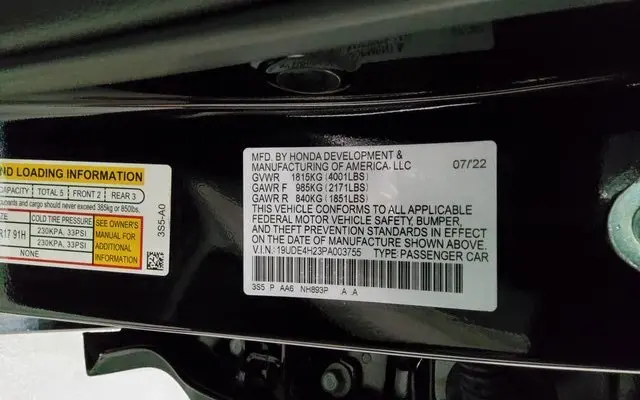 ND LOADING INFORMATION
CAPACITY TOTAL 5 FRONT 2 REAR 3
cupants and cargo should never exceed 385kg or 850lbs.
COLD TIRE PRESSURE
R17 91H 230KPA, 33PSI
230KPA, 33PSI
NONE
SEE OWNER'S
MANUAL FOR
ADDITIONAL
INFORMATION
3S5-A0
MFD. BY HONDA DEVELOPMENT &
MANUFACTURING OF AMERICA, LLC 07/22
GVWR 1815KG(4001LBS)
GAWR F 985KG(2171LBS)
GAWR R 840KG(1851LBS)
THIS VEHICLE CONFORMS TO ALL APPLICABLE
FEDERAL MOTOR VEHICLE SAFETY, BUMPER,
AND THEFT PREVENTION STANDARDS IN EFFECT
ON THE DATE OF MANUFACTURE SHOWN ABOVE.
V.I.N.: 19UDE4H23PA003755 TYPE:PASSENGER CAR
3S5 P AA6 NH893P A A